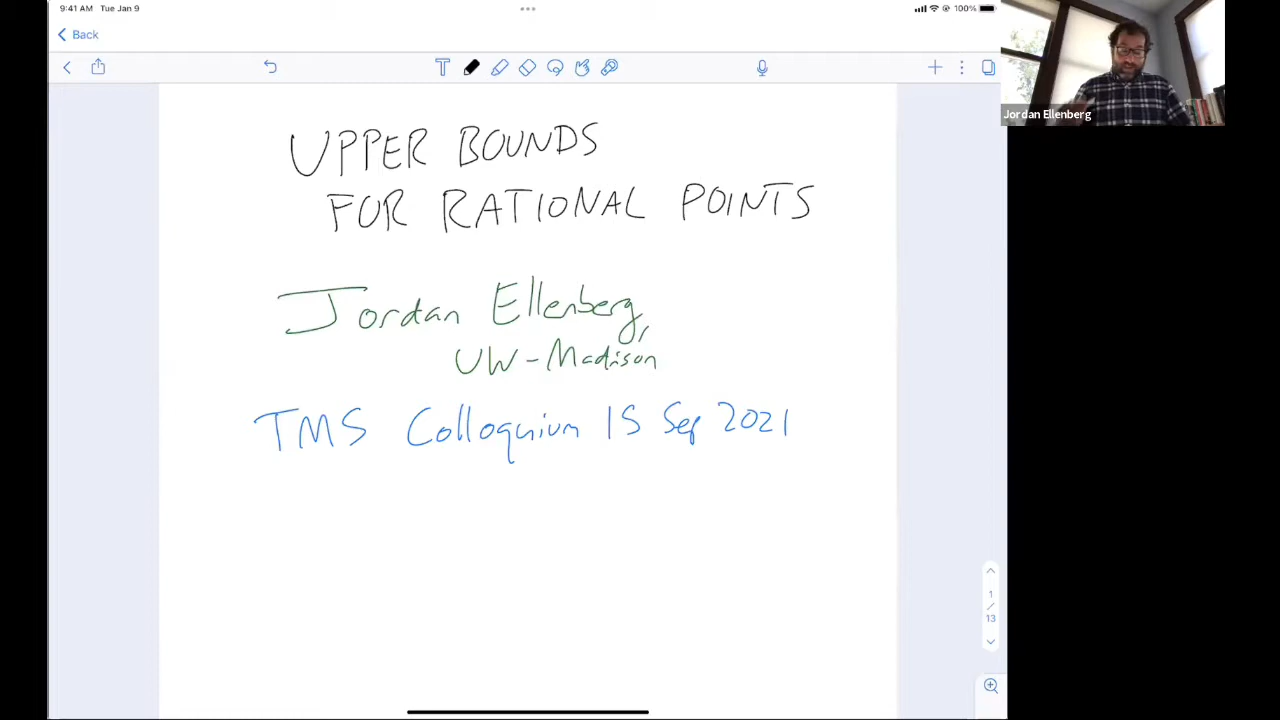 9:41 AM Tue Jan 9
100%
Back
Jordan Ellenberg
UPPER BOUNDS
FOR RATIONAL POINTS
Jordan Ellenberg,
UW-Madison
TMS Colloquium 15 Sep 2021
1
/
13